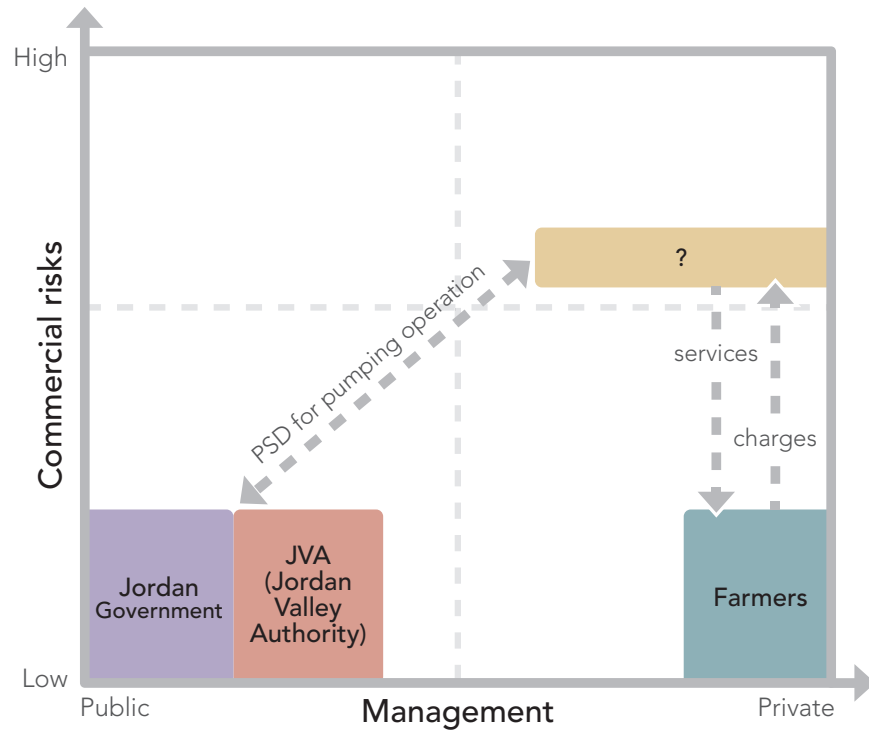 High
Commercial risks
?
PSD for pumping operation
services
charges
Jordan
Government
JVA
(Jordan
Valley
Authority)
Farmers
Low
Public
Management
Private